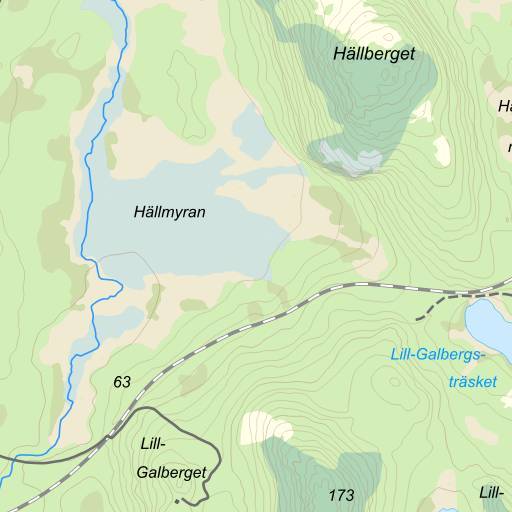 Hällberget
Hällmyran
Lill-Galbergs-
träsket
63
Lill-
Galberget
173
Lill-